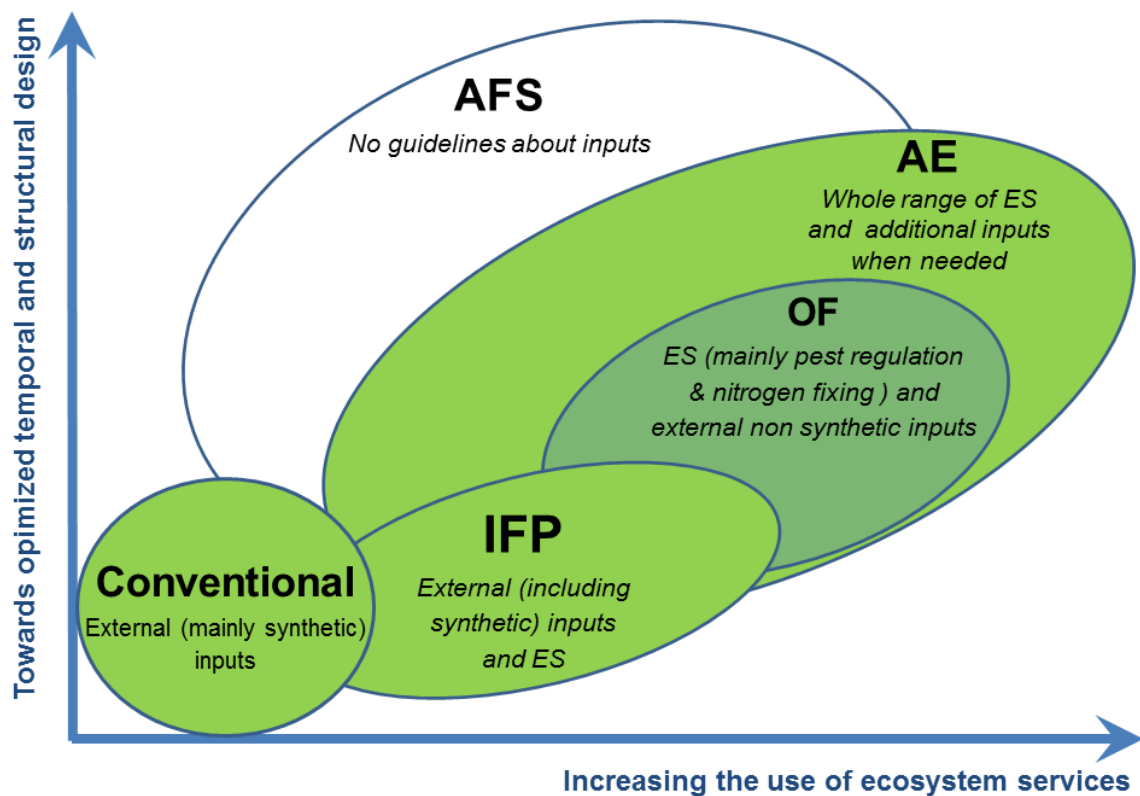 Towards opimized temporal and structural design
AFS
No guidelines about inputs
AE
Whole range of ES
and additional inputs
when needed
OF
ES (mainly pest regulation
& nitrogen fixing ) and
external non synthetic inputs
IFP
External (including
synthetic) inputs
and ES
Conventional
External (mainly synthetic)
inputs
Increasing the use of ecosystem services